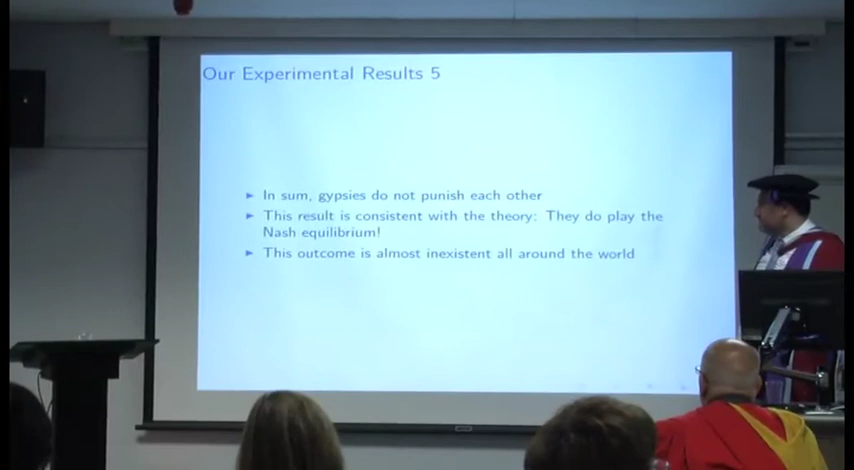 Our Experimental Results 5
► In sum, gypsies do not punish each other
► This result is consistent with the theory: They do play the
Nash equilibrium!
► This outcome is almost inexistent all around the world